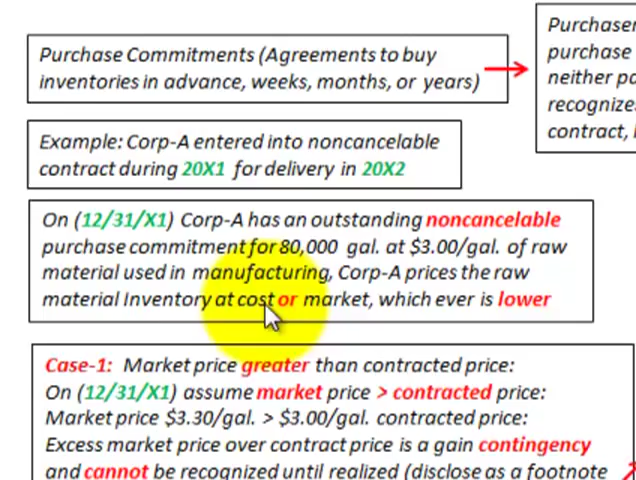 Purchase Commitments (Agreements to buy
inventories in advance, weeks, months, or years)
Purchaser
purchase
neither pa
recognizes
contract,
Example: Corp-A entered into noncancelable
contract during 20X1 for delivery in 20X2
On (12/31/X1) Corp-A has an outstanding noncancelable
purchase commitment for 80,000 gal. at $3.00/gal. of raw
material used in manufacturing, Corp-A prices the raw
material Inventory at cost or market, which ever is lower
Case-1: Market price greater than contracted price:
On (12/31/X1) assume market price > contracted price:
Market price $3.30/gal. > $3.00/gal. contracted price:
Excess market price over contract price is a gain contingency
and cannot be recognized until realized (disclose as a footnote